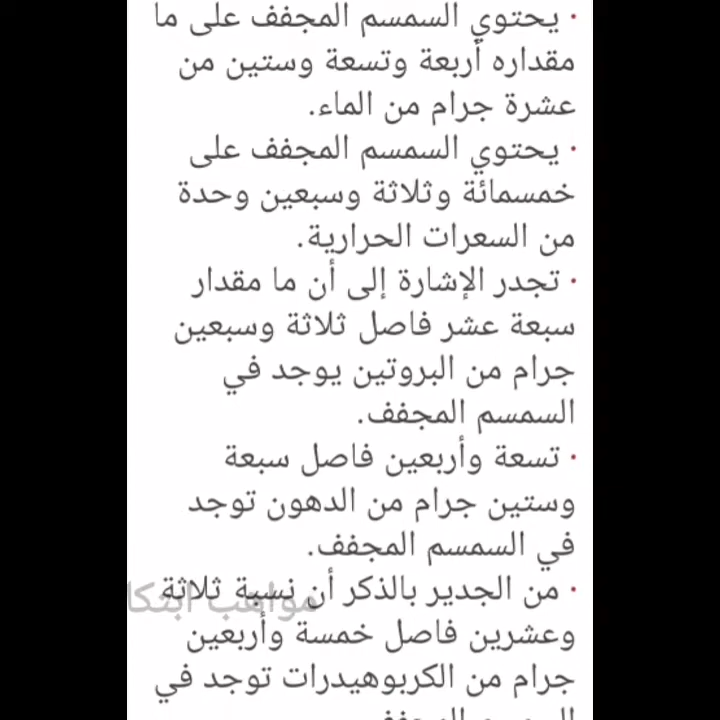 · يحتوي السمسم المجفف على ما
مقداره أربعة وتسعة وستين من
عشرة جرام من الماء.
· يحتوي السمسم المجفف على
خمسمائة وثلاثة وسبعين وحدة
من السعرات الحرارية.
· تجدر الإشارة إلى أن ما مقدار
سبعة عشر فاصل ثلاثة وسبعين
جرام من البروتين يوجد في
السمسم المجفف.
· تسعة وأربعين فاصل سبعة
وستين جرام من الدهون توجد
في السمسم المجفف.
· من الجدير بالذكر أن نسبة ثلاثة
مواهب ابتكا
وعشرين فاصل خمسة وأربعين
جرام من الكربوهيدرات توجد في